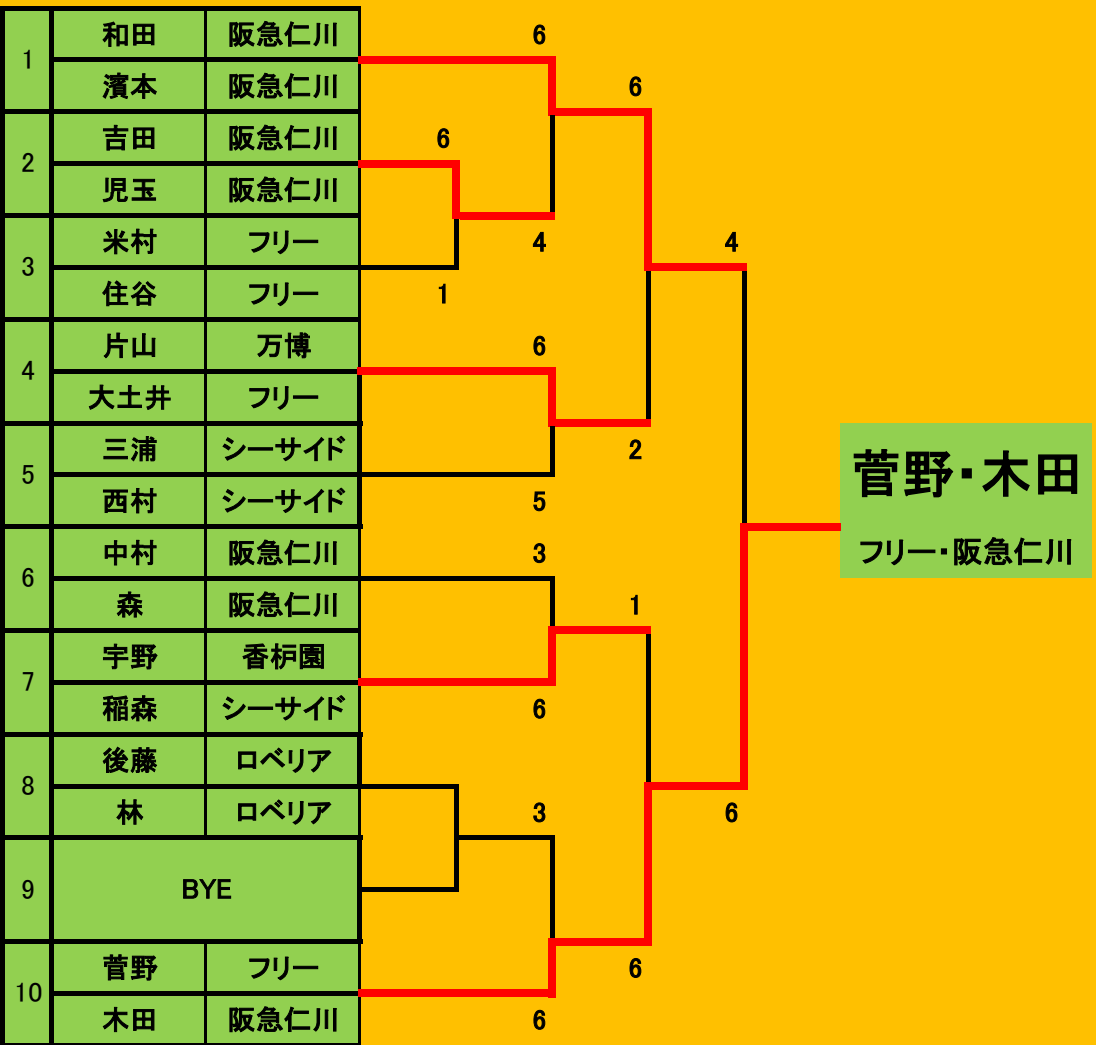 1
和田 阪急仁川
濱本 阪急仁川
2
吉田 阪急仁川
児玉 阪急仁川
3
米村 フリー
住谷 フリー
4
片山 万博
大土井 フリー
5
三浦 シーサイド
西村 シーサイド
6
中村 阪急仁川
森 阪急仁川
7
宇野 香枦園
稲森 シーサイド
8
後藤 ロベリア
林 ロベリア
9
BYE
10
菅野 フリー
木田 阪急仁川
6
1
6
4
6
5
3
6
3
6
6
2
1
6
4
6
菅野・木田
フリー・阪急仁川